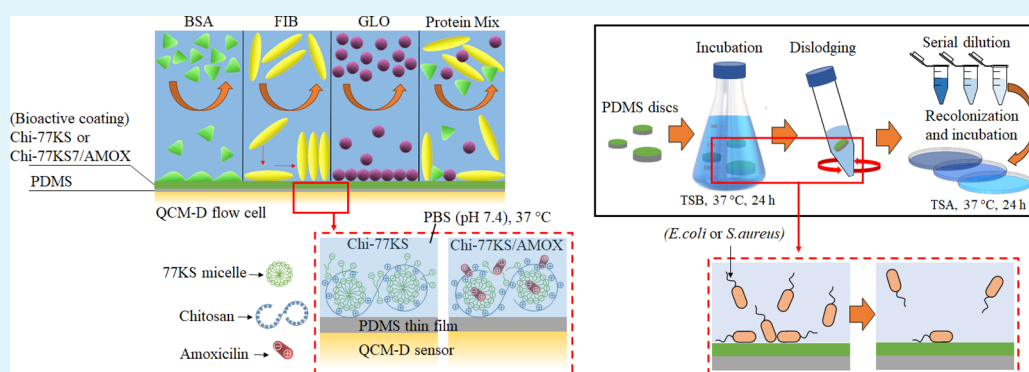 BSA
FIB
GLO
Protein Mix
(Bioactive coating)
Chi-77KS or
Chi-77KS7/AMOX
PDMS
QCM-D flow cell
PBS (pH 7.4), 37 °C
Chi-77KS
Chi-77KS/AMOX
77KS micelle
Chitosan
Amoxicilin
PDMS thin film
QCM-D sensor
Incubation
Dislodging
Serial dilution
PDMS discs
Recolonization
and incubation
TSB, 37 °C, 24 h
TSA, 37 °C, 24 h
(E.coli or S.aureus)